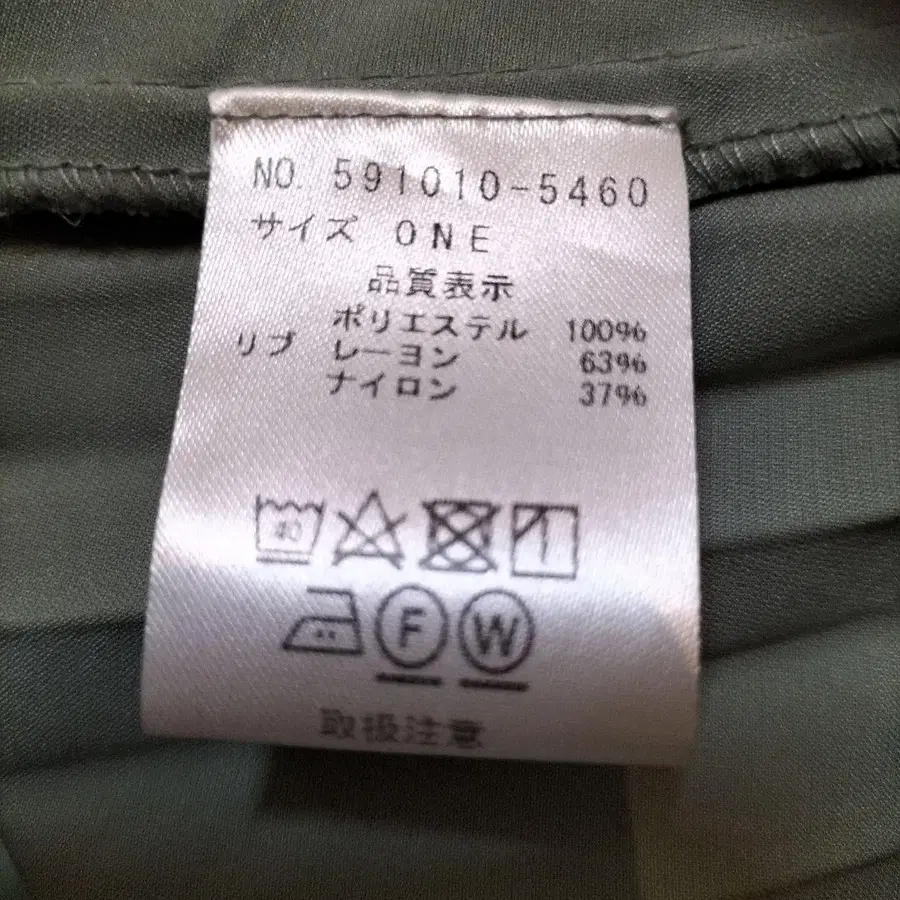 NO. 591010-5460
サイズ ONE
品質表示
ポリエステル 100%
リブ レーヨン 63%
ナイロン 37%
40
F W
取扱注意